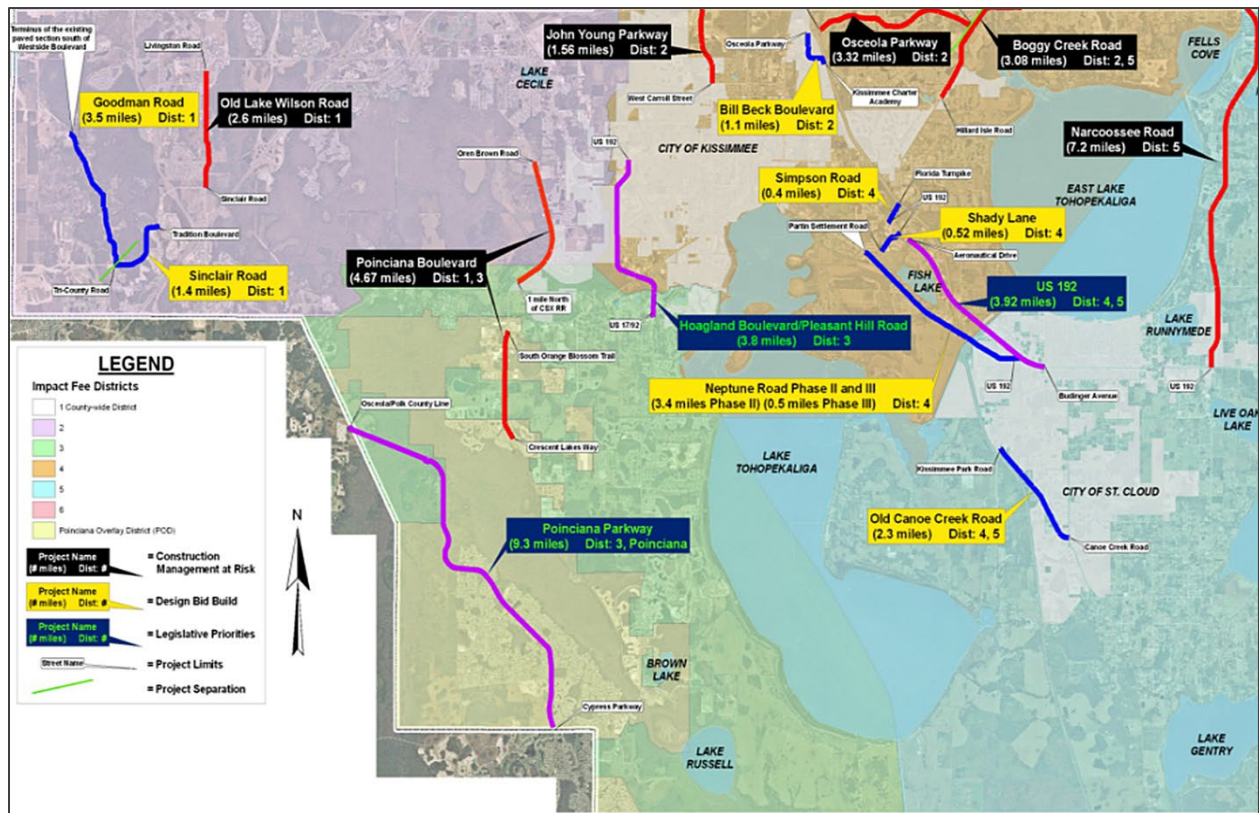 Terminus of the existing
paved section south of
Westside Boulevard
Livingston Road
Goodman Road
(3.5 miles) Dist: 1
Old Lake Wilson Road
(2.6 miles) Dist: 1
Sinclair Road
Tradition Boulevard
Sinclair Road
(1.4 miles) Dist: 1
Tri-County Road
LAKE
CECILE
John Young Parkway
(1.56 miles) Dist: 2
West Carroll Street
Osceola Parkway
Osceola Parkway
(3.32 miles) Dist: 2
Boggy Creek Road
(3.08 miles) Dist: 2, 5
FELLS
COVE
Bill Beck Boulevard
(1.1 miles) Dist: 2
Kissimmee Charter
Academy
Hilliard Isle Road
Narcoossee Road
(7.2 miles) Dist: 5
Oren Brown Road
US 192
CITY OF KISSIMMEE
Simpson Road
(0.4 miles) Dist: 4
Florida Turnpike
US 192
EAST LAKE
TOHOPEKALIGA
Partin Settlement Road
Shady Lane
(0.52 miles) Dist: 4
Aeronautical Drive
FISH
LAKE
Poinciana Boulevard
(4.67 miles) Dist: 1, 3
1 mile North
of CSX RR
US 17/92
US 192
(3.92 miles) Dist: 4, 5
Hoagland Boulevard/Pleasant Hill Road
(3.8 miles) Dist: 3
LAKE
RUNNYMEDE
South Orange Blossom Trail
Neptune Road Phase II and III
(3.4 miles Phase II) (0.5 miles Phase III) Dist: 4
US 192
Budinger Avenue
US 192
LIVE OAK
LAKE
Osceola/Polk County Line
Crescent Lakes Way
LAKE
TOHOPEKALIGA
Kissimmee Park Road
CITY OF ST. CLOUD
Old Canoe Creek Road
(2.3 miles) Dist: 4, 5
Canoe Creek Road
Poinciana Parkway
(9.3 miles) Dist: 3, Poinciana
BROWN
LAKE
Cypress Parkway
LAKE
RUSSELL
LAKE
GENTRY
LEGEND
Impact Fee Districts
1 County-wide District
2
3
4
5
6
Poinciana Overlay District (POD)
Project Name
(# miles) Dist: #
= Construction
Management at Risk
Project Name
(# miles) Dist: #
= Design Bid Build
Project Name
(# miles) Dist: #
= Legislative Priorities
Street Name
= Project Limits
= Project Separation
N